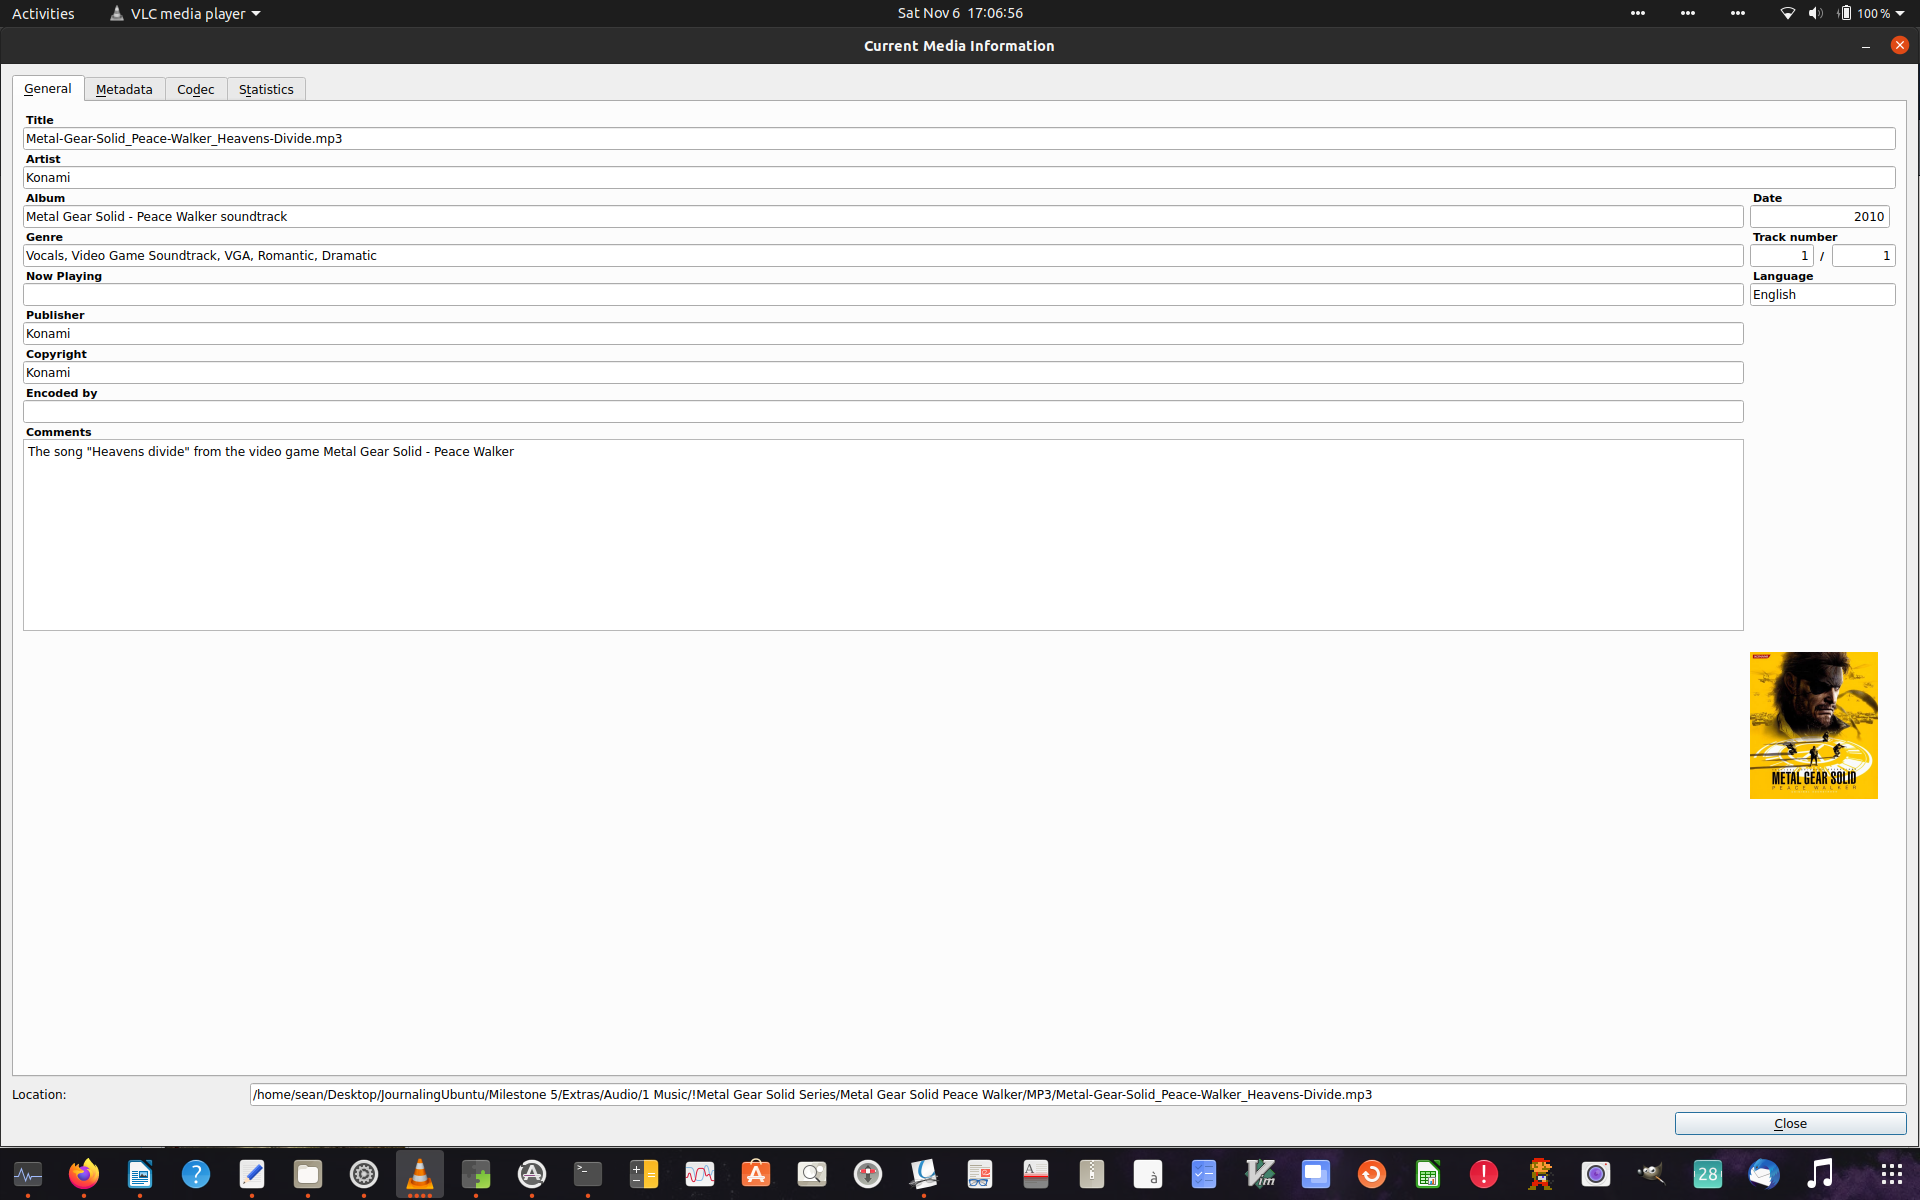 Activities VLC media player Sat Nov 6 17:06:56 100 %
Current Media Information
General Metadata Codec Statistics
Title
Metal-Gear-Solid_Peace-Walker_Heavens-Divide.mp3
Artist
Konami
Album Date
Metal Gear Solid - Peace Walker soundtrack 2010
Genre Track number
Vocals, Video Game Soundtrack, VGA, Romantic, Dramatic 1 / 1
Now Playing Language
English
Publisher
Konami
Copyright
Konami
Encoded by
Comments
The song "Heavens divide" from the video game Metal Gear Solid - Peace Walker
METAL GEAR SOLID
PEACE WALKER
Location: /home/sean/Desktop/JournalingUbuntu/Milestone 5/Extras/Audio/1 Music/!Metal Gear Solid Series/Metal Gear Solid Peace Walker/MP3/Metal-Gear-Solid_Peace-Walker_Heavens-Divide.mp3
Close
? >_ A à Vim ! 28